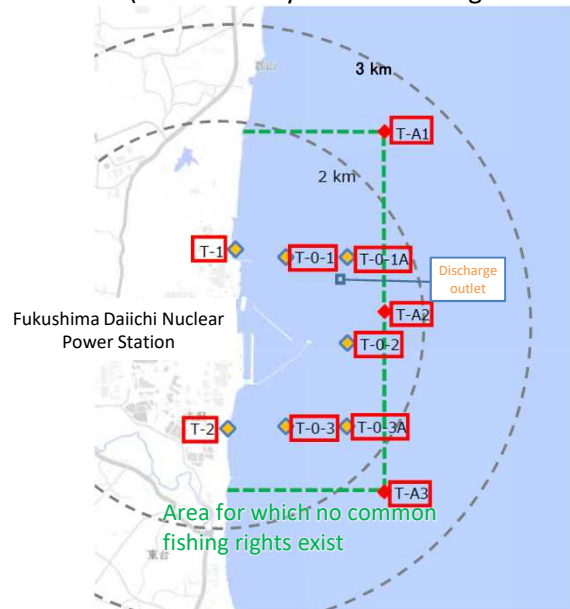 3 km
T-A1
2 km
T-1
T-0-1
T-0-1A
Discharge
outlet
Fukushima Daiichi Nuclear
Power Station
T-A2
T-0-2
T-2
T-0-3
T-0-3A
T-A3
Area for which no common
fishing rights exist